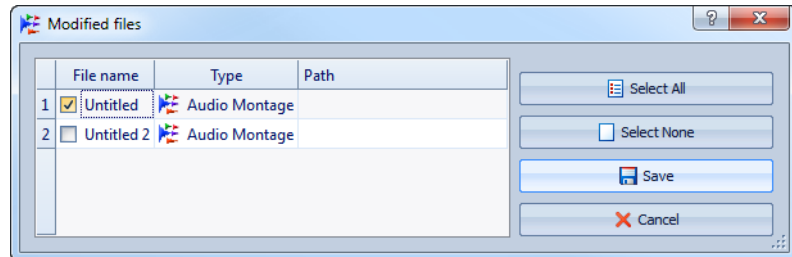 Modified files
File name Type Path
1 Untitled Audio Montage
2 Untitled 2 Audio Montage
Select All
Select None
Save
Cancel